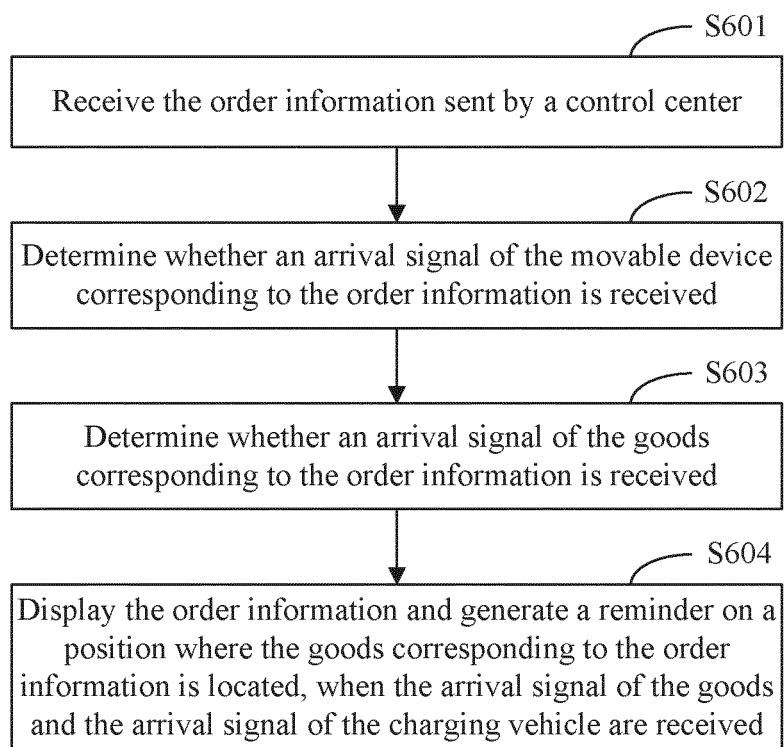 S601
Receive the order information sent by a control center
S602
Determine whether an arrival signal of the movable device
corresponding to the order information is received
S603
Determine whether an arrival signal of the goods
corresponding to the order information is received
S604
Display the order information and generate a reminder on a
position where the goods corresponding to the order
information is located, when the arrival signal of the goods
and the arrival signal of the charging vehicle are received